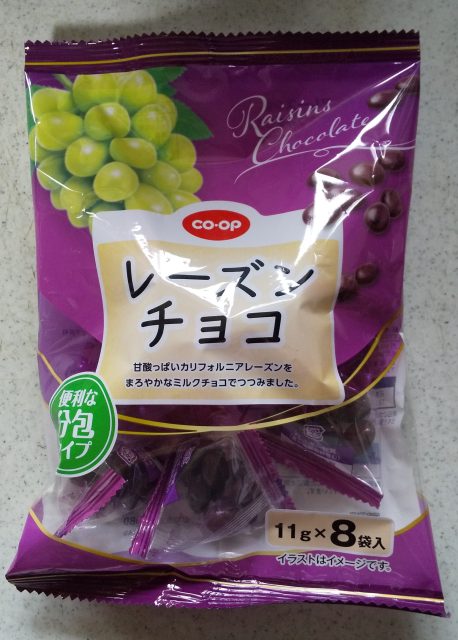 Raisins
Chocolate
CO·OP
レーズン
チョコ
甘酸っぱいカリフォルニアレーズンを
まろやかなミルクチョコでつつみました。
便利な
分包
タイプ
11g×8袋入
イラストはイメージです。